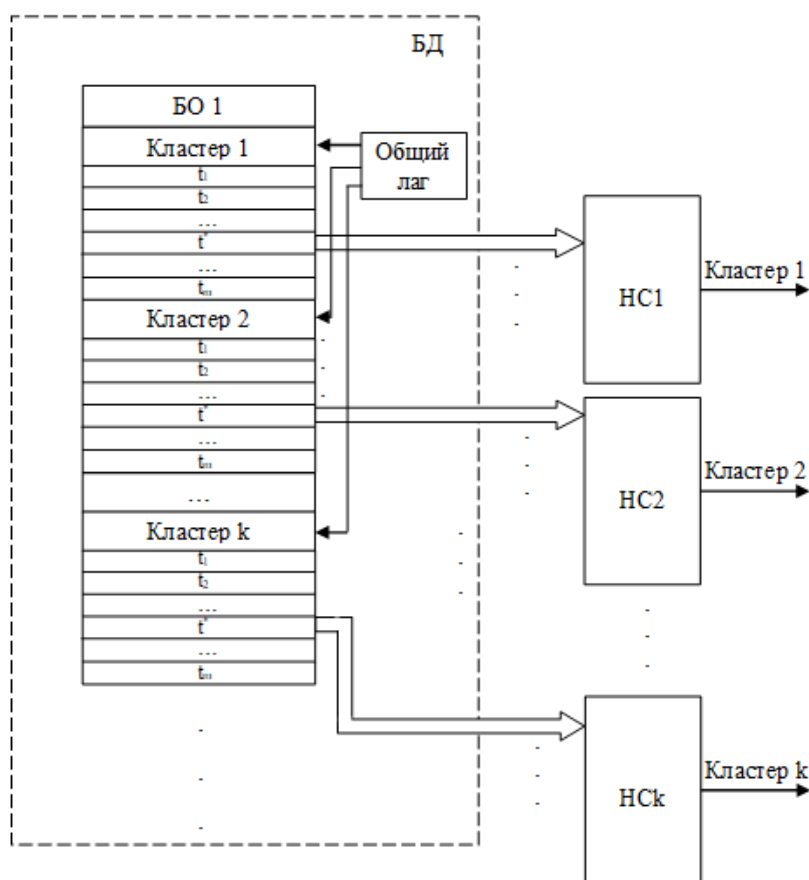 БД
БО 1
Кластер 1
Общий
лаг
t₁
t₂
...
t*
...
tₘ
НС1
Кластер 1
Кластер 2
t₁
t₂
...
t*
...
tₘ
НС2
Кластер 2
...
Кластер k
t₁
t₂
...
t*
...
tₘ
НСk
Кластер k